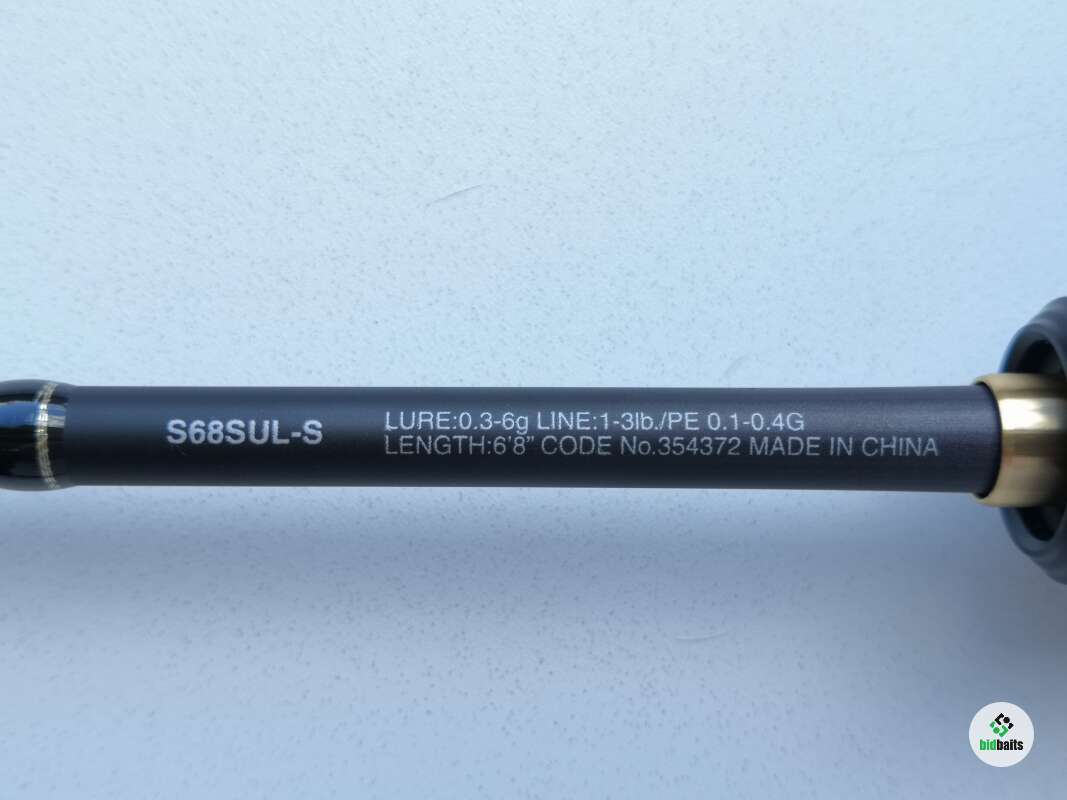 S68SUL-S
LURE:0.3-6g LINE:1-3lb./PE 0.1-0.4G
LENGTH:6'8" CODE No.354372 MADE IN CHINA
bidbaits